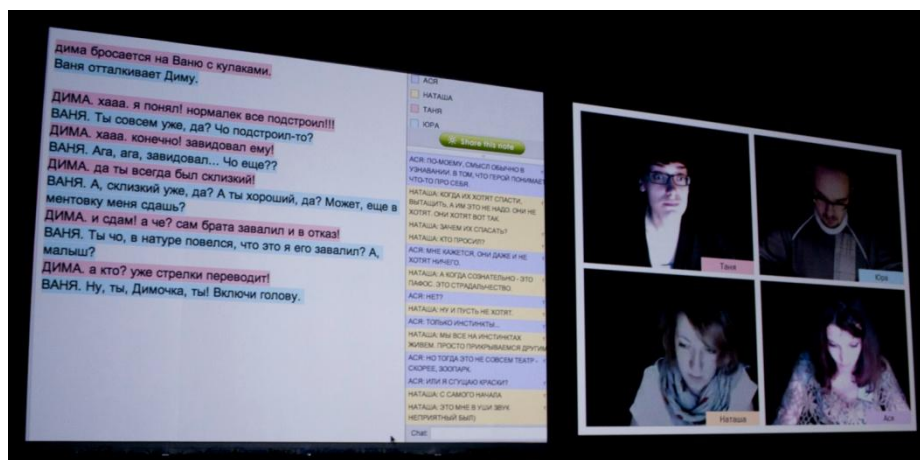 дима бросается на Ваню с кулаками.
Ваня отталкивает Диму.
ДИМА. хааа. я понял! нормалек все подстроил!!!
ВАНЯ. Ты совсем уже, да? Чо подстроил-то?
ДИМА. хааа. конечно! завидовал ему!
ВАНЯ. Ага, ага, завидовал... Чо еще??
ДИМА. да ты всегда был склизкий!
ВАНЯ. А, склизкий уже, да? А ты хороший, да? Может, еще в
ментовку меня сдашь?
ДИМА. и сдам! а че? сам брата завалил и в отказ!
ВАНЯ. Ты чо, в натуре повелся, что это я его завалил? А,
малыш?
ДИМА. а кто? уже стрелки переводит!
ВАНЯ. Ну, ты, Димочка, ты! Включи голову.
АСЯ
НАТАША
ТАНЯ
ЮРА
Share this note
АСЯ: ПО-МОЕМУ, СМЫСЛ ОБЫЧНО В
УЗНАВАНИИ. В ТОМ, ЧТО ГЕРОЙ ПОНИМАЕТ
ЧТО-ТО ПРО СЕБЯ.
НАТАША: КОГДА ИХ ХОТЯТ СПАСТИ,
ВЫТАЩИТЬ, А ИМ ЭТО НЕ НАДО. ОНИ НЕ
ХОТЯТ. ОНИ ХОТЯТ ВОТ ТАК.
НАТАША: ЗАЧЕМ ИХ СПАСАТЬ?
НАТАША: КТО ПРОСИЛ?
АСЯ: МНЕ КАЖЕТСЯ, ОНИ ДАЖЕ И НЕ
ХОТЯТ НИЧЕГО.
НАТАША: А КОГДА СОЗНАТЕЛЬНО - ЭТО
ПАФОС. ЭТО СТРАДАЛЬЧЕСТВО.
АСЯ: НЕТ?
НАТАША: НУ И ПУСТЬ НЕ ХОТЯТ.
АСЯ: ТОЛЬКО ИНСТИНКТЫ...
НАТАША: МЫ ВСЕ НА ИНСТИНКТАХ
ЖИВЕМ. ПРОСТО ПРИКРЫВАЕМСЯ ДРУГИМ
АСЯ: НО ТОГДА ЭТО НЕ СОВСЕМ ТЕАТР -
СКОРЕЕ, ЗООПАРК.
АСЯ: ИЛИ Я СГУЩАЮ КРАСКИ?
НАТАША: С САМОГО НАЧАЛА
НАТАША: ЭТО МНЕ В УШИ ЗВУК
НЕПРИЯТНЫЙ БЫЛ)
Chat
Таня
Юра
Наташа
Ася